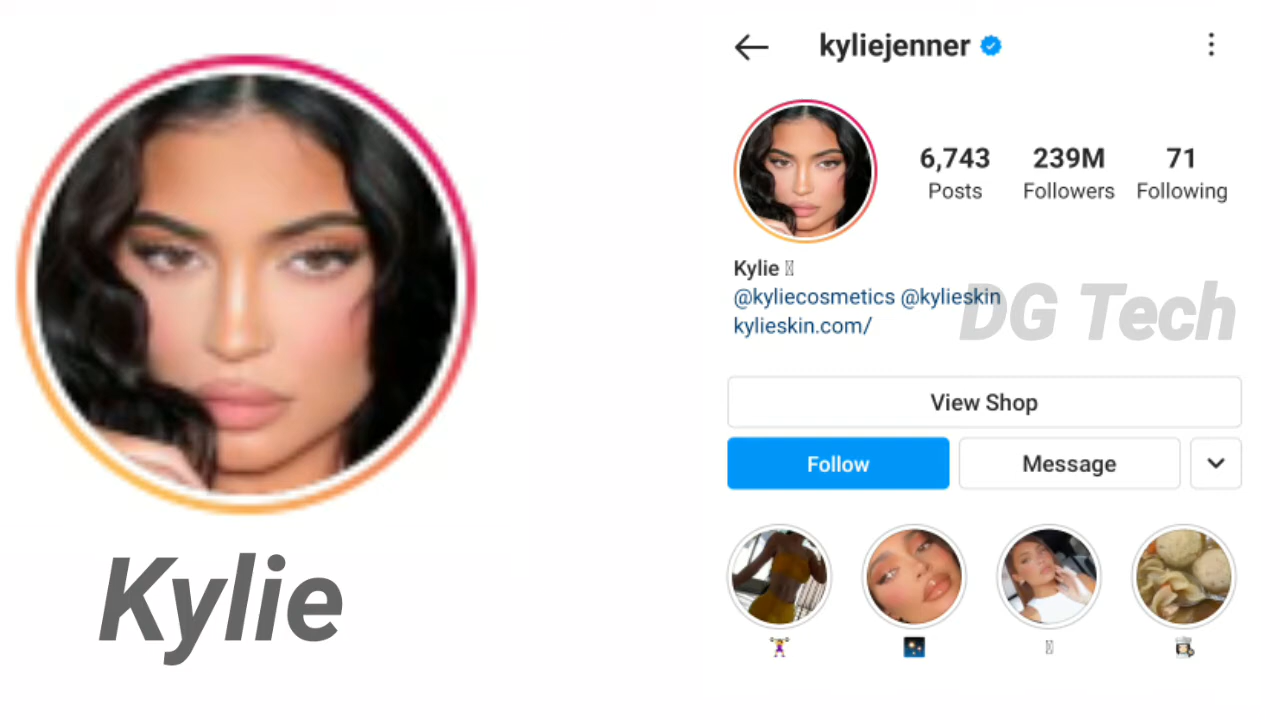 Kylie
kyliejenner
6,743 239M 71
Posts Followers Following
Kylie
@kyliecosmetics @kylieskin
kylieskin.com/
DG Tech
View Shop
Follow Message